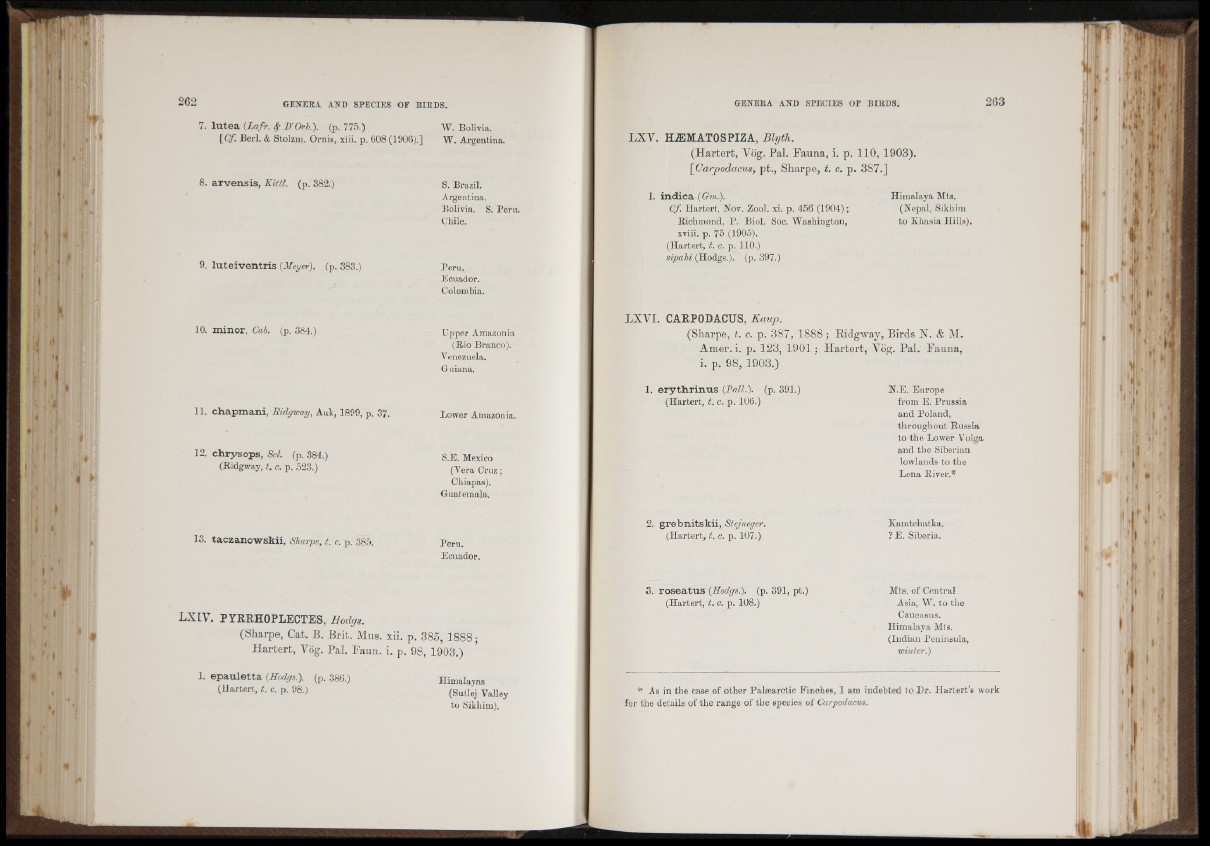 262
GENERA AND SPECIES OF BIRDS.
7. lutea (Lafr. & D'Orb.). (p. 775.) W. Bolivia.
[Cf. Berl. & Stolzm. Ornis, xiii. p. 608 (1906).] W. Argentina.
8. arvensis, Kittl. (p. 382.) S. Brazil.
Argentina.
Bolivia. S. Peru.
Chile.
9. luteiventris (Meyer). (p. 383.) Peru.
Ecuador.
Colombia.
10. minor, Cab. (p. 384.) Upper Amazonia
(Rio Branco).
Venezuela.
Guiana.
11. chapmani, Ridgway, Auk, 1899, p. 37. Lower Amazonia.
12. chrysops, Scl. (p. 384.) S.E. Mexico
(Ridgway, t. c. p. 523.) (Vera Cruz;
Chiapas).
Guatemala.
13. taczanowskii, Sharpe, t. c. p. 385. Peru.
Ecuador.
LXIV. PYRRHOPLECTES, Hodgs.
(Sharpe, Cat. B. Brit. Mus. xii. p. 385, 1888;
Hartert, Vög. Pal. Faun. i. p. 98, 1903.)
1. epauletta (Hodgs.). (p. 386.) Himalayas
(Hartert, t. c. p. 98.) (Sutlej Valley
to Sikhim).
GENERA AND SPECIES OF BIRDS. 263
LXV. HÆMATOSPIZA, Blyth.
(Hartert, Vög. Pal. Fauna, i. p. 110, 1903).
[Carpodacus, pt., Sharpe, t. c. p. 387.]
1. indica (Gm.). Himalaya Mts.
Cf. Hartert, Nov. Zool. xi. p. 456 (1904); (Nepal, Sikhim
Richmond, P. Biol. Soc. Washington, to Khasia Hills).
xviii. p. 75 (1905).
(Hartert, t. c. p. 110.)
sipahi (Hodgs.). (p. 397.)
LXVI. CARPODACUS, Kaup.
(Sharpe, t. c. p. 387, 1888; Ridgway, Birds N. & M.
Amer. i. p. 123, 1901; Hartert, Vög. Pal. Fauna,
i. p. 98, 1903.)
1. erythrinus (Pall.). (p. 391.) N.E. Europe
(Hartert, t. c. p. 106.) from E. Prussia
and Poland,
throughout Russia
to the Lower Volga
and the Siberian
lowlands to the
Lena River.*
2. grebnitskii, Stejneger. Kamtchatka.
(Hartert, t. c. p. 107.) ? E. Siberia.
3. roseatus (Hodgs.). (p. 391, pt.) Mts. of Central
(Hartert, t. c. p. 108.) Asia, W. to the
Caucasus.
Himalaya Mts.
(Indian Peninsula,
winter.)
* As in the case of other Palæarctic Finches, I am indebted to Dr. Hartert's work
for the details of the range of the species of Carpodacus.